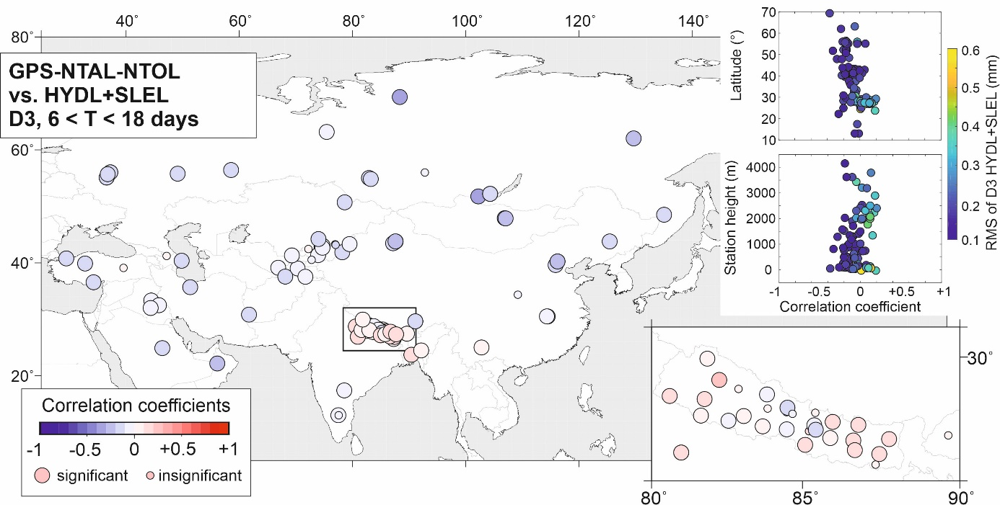 40° 60° 80° 100° 120° 140°
80°
60°
40°
20°
GPS-NTAL-NTOL
vs. HYDL+SLEL
D3, 6 < T < 18 days
Correlation coefficients
-1 -0.5 0 +0.5 +1
significant insignificant
70
60
50
40
30
20
10
Latitude (°)
4000
3000
2000
1000
0
Station height (m)
-1 -0.5 0 +0.5 +1
Correlation coefficient
0.6
0.5
0.4
0.3
0.2
0.1
RMS of D3 HYDL+SLEL (mm)
30°
80° 85° 90°